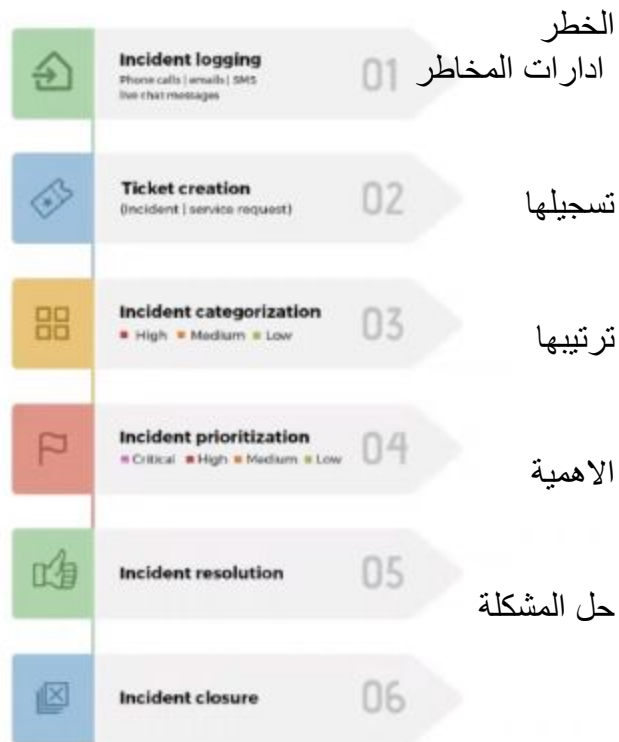 الخطر
Incident logging
01
ادارات المخاطر
Phone calls | emails | SMS
live chat messages
Ticket creation
02
تسجيلها
(Incident | service request)
Incident categorization
03
ترتيبها
High Medium Low
Incident prioritization
04
Critical High Medium Low
الاهمية
Incident resolution
05
حل المشكلة
Incident closure
06